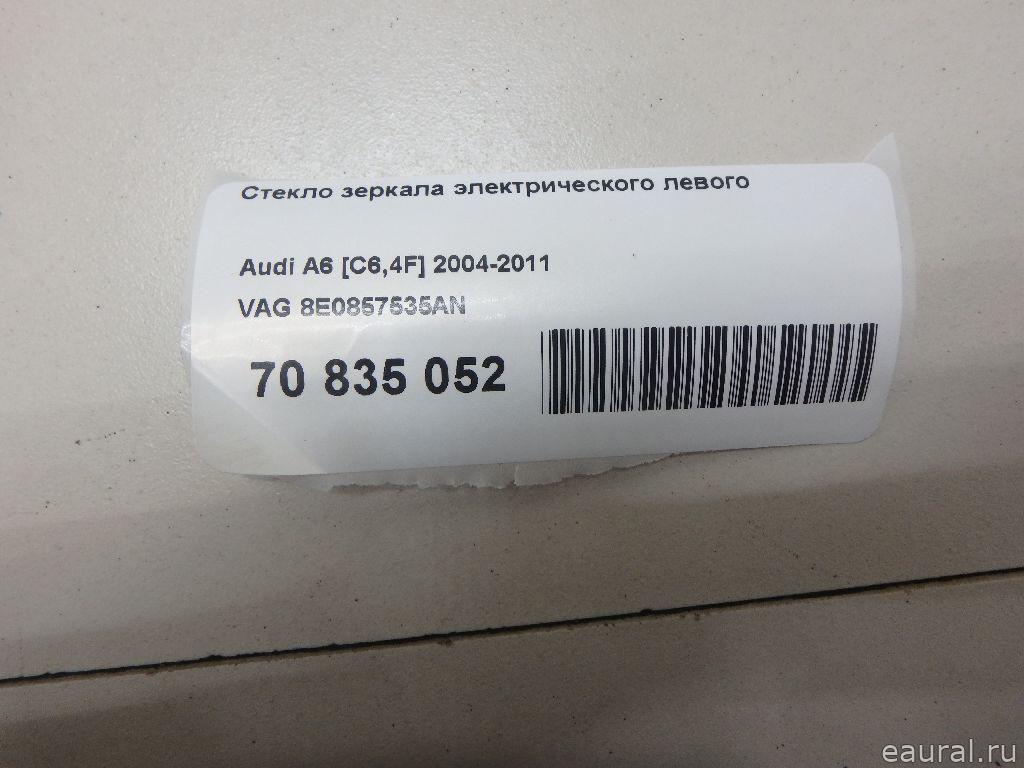 Стекло зеркала электрического левого
Audi A6 [C6,4F] 2004-2011
VAG 8E0857535AN
70 835 052
eaural.ru